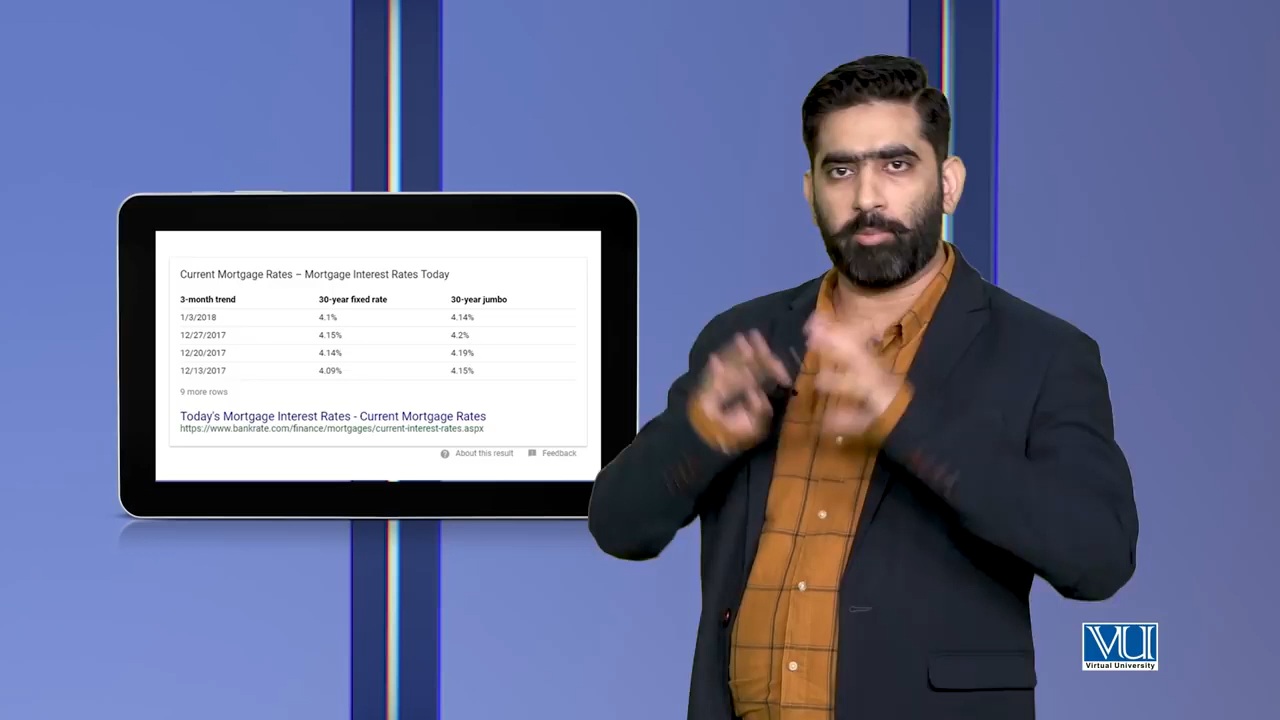 Current Mortgage Rates – Mortgage Interest Rates Today
3-month trend 30-year fixed rate 30-year jumbo
1/3/2018 4.1% 4.14%
12/27/2017 4.15% 4.2%
12/20/2017 4.14% 4.19%
12/13/2017 4.09% 4.15%
9 more rows
Today's Mortgage Interest Rates - Current Mortgage Rates
https://www.bankrate.com/finance/mortgages/current-interest-rates.aspx
About this result Feedback
VU
Virtual University